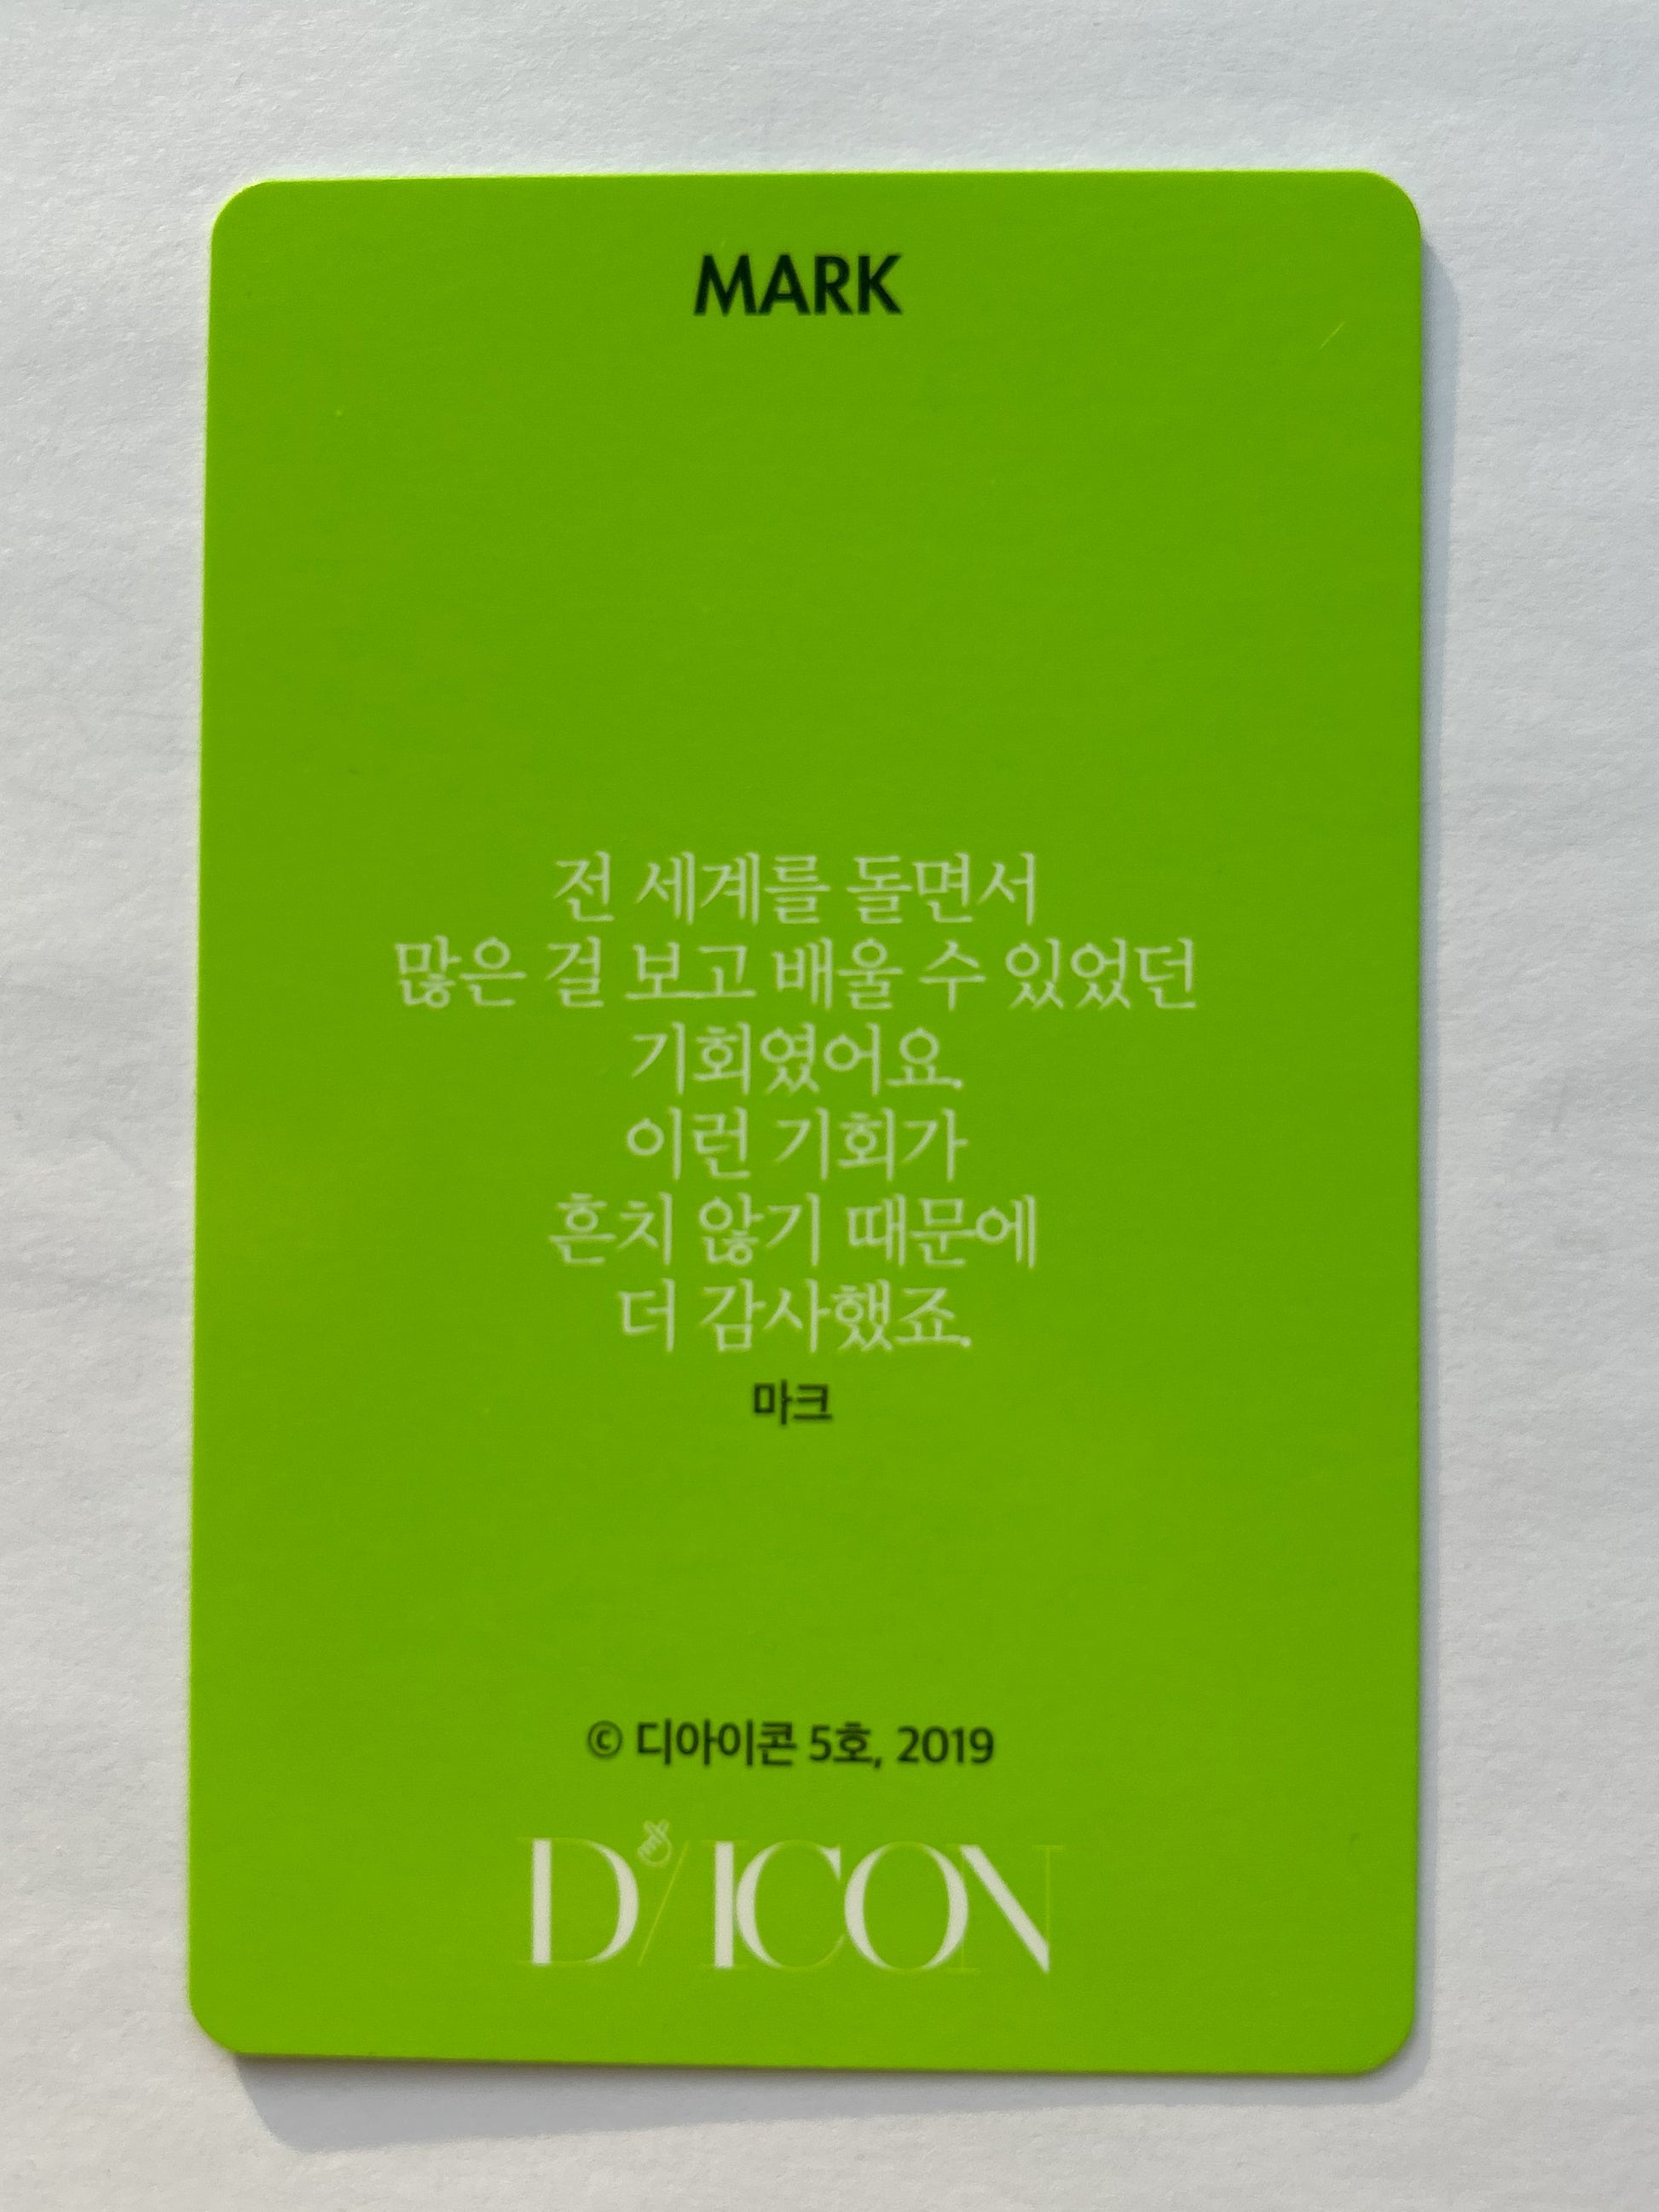 MARK
전 세계를 돌면서
많은 걸 보고 배울 수 있었던
기회였어요.
이런 기회가
흔치 않기 때문에
더 감사했죠.
마크
© 디아이콘 5호, 2019
D/ICON